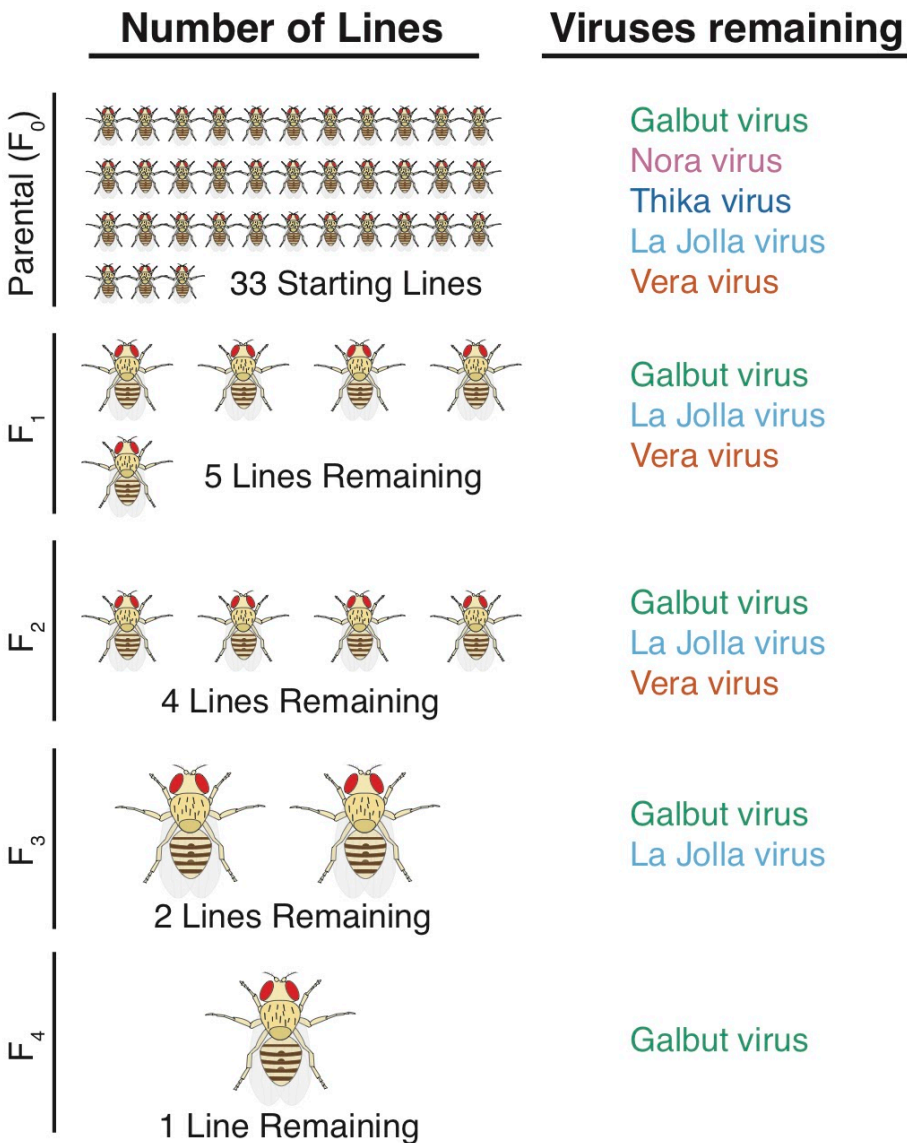 Number of Lines
Viruses remaining
Parental (F0)
33 Starting Lines
Galbut virus
Nora virus
Thika virus
La Jolla virus
Vera virus
F1
5 Lines Remaining
Galbut virus
La Jolla virus
Vera virus
F2
4 Lines Remaining
Galbut virus
La Jolla virus
Vera virus
F3
2 Lines Remaining
Galbut virus
La Jolla virus
F4
1 Line Remaining
Galbut virus